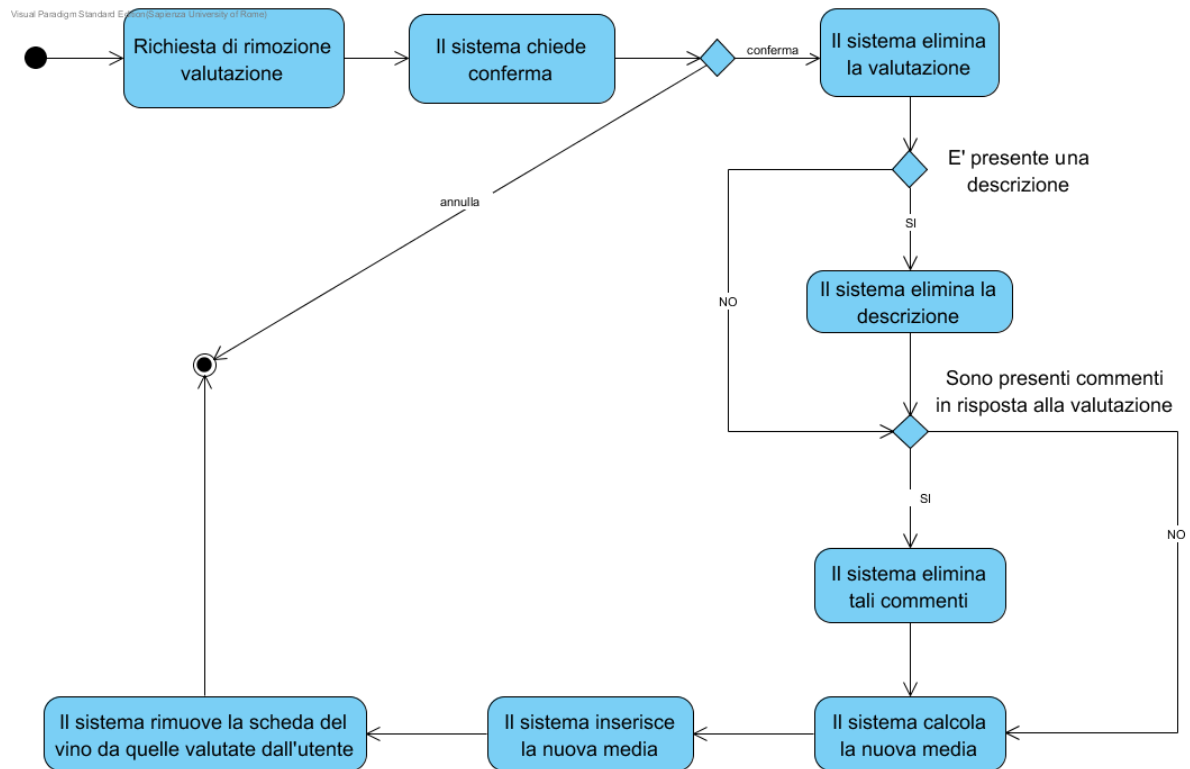 Visual Paradigm Standard Edition(Sapienza University of Rome)
Richiesta di rimozione
valutazione
Il sistema chiede
conferma
conferma
Il sistema elimina
la valutazione
E' presente una
descrizione
annulla
SI
NO
Il sistema elimina la
descrizione
Sono presenti commenti
in risposta alla valutazione
SI
NO
Il sistema elimina
tali commenti
Il sistema rimuove la scheda del
vino da quelle valutate dall'utente
Il sistema inserisce
la nuova media
Il sistema calcola
la nuova media